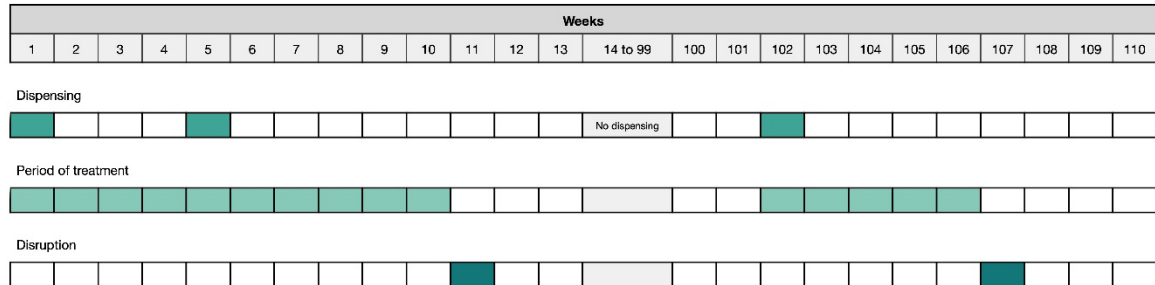 Weeks
1 2 3 4 5 6 7 8 9 10 11 12 13 14 to 99 100 101 102 103 104 105 106 107 108 109 110
Dispensing
No dispensing
Period of treatment
Disruption